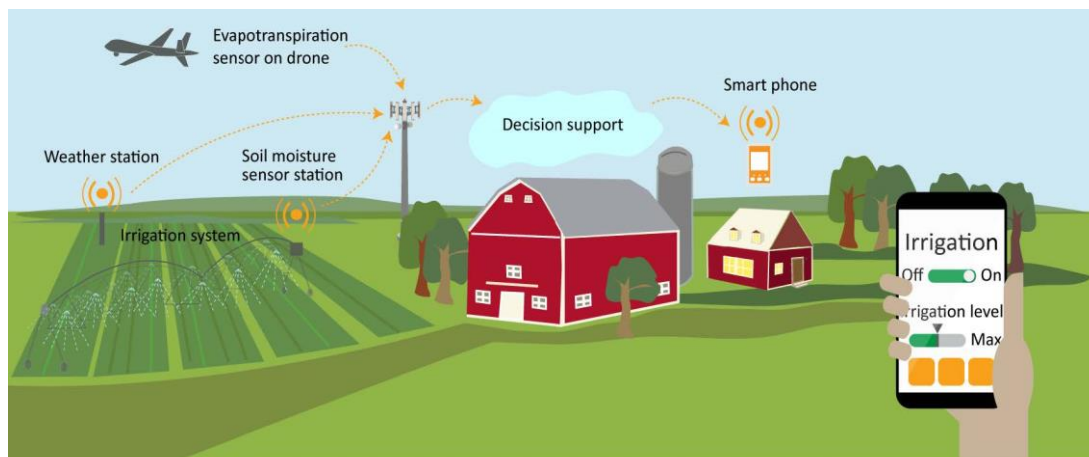 Evapotranspiration
sensor on drone
Smart phone
Decision support
Weather station
Soil moisture
sensor station
Irrigation system
Irrigation
Off On
Irrigation level
Max